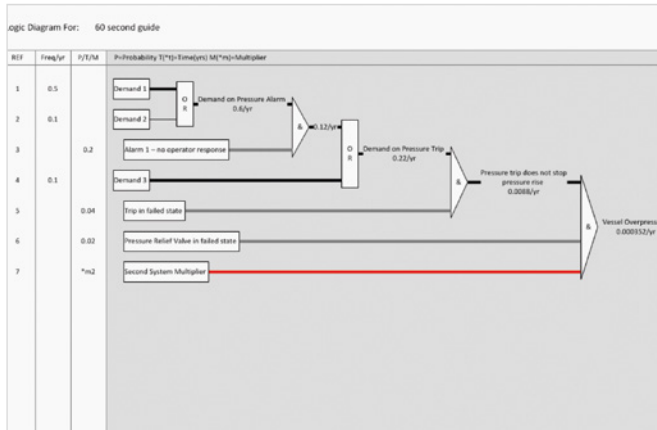 ogic Diagram For: 60 second guide
REF Freq/yr P/T/M P=Probability T(*t)=Time(yrs) M(*m)=Multiplier
1 0.5 Demand 1
OR
Demand on Pressure Alarm
0.6/yr
2 0.1 Demand 2
&
0.12/yr
OR
3 0.2 Alarm 1 – no operator response
Demand on Pressure Trip
0.22/yr
4 0.1 Demand 3
&
Pressure trip does not stop
pressure rise
0.0088/yr
5 0.04 Trip in failed state
&
Vessel Overpress
0.000352/yr
6 0.02 Pressure Relief Valve in failed state
7 *m2 Second System Multiplier